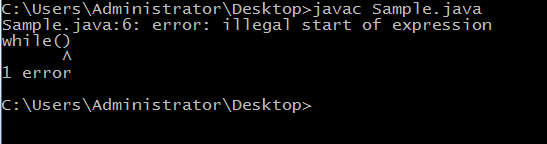 C:\Users\Administrator\Desktop>javac Sample.java
Sample.java:6: error: illegal start of expression
while()
^
1 error
C:\Users\Administrator\Desktop>